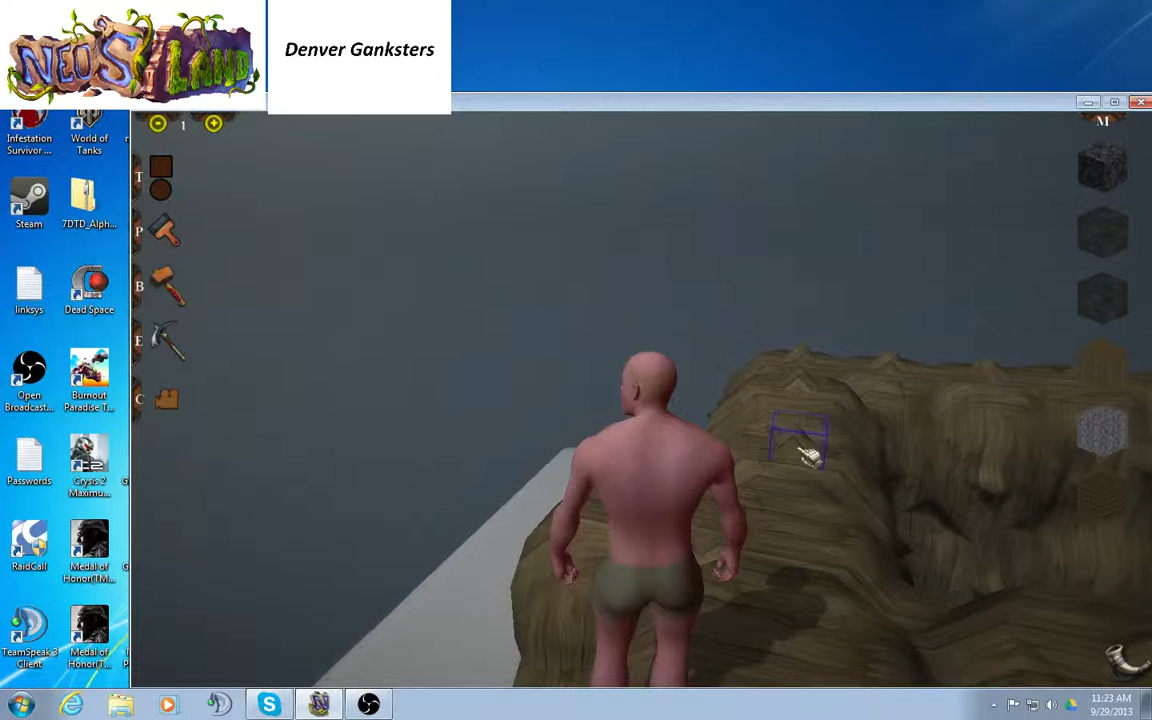 NEO'S LAND
Denver Ganksters
Infestation
Survivor ...
World of
Tanks
Steam
7DTD_Alph...
linksys
Dead Space
Open
Broadcast...
Burnout
Paradise T...
Passwords
Crysis 2
Maximu...
RaidCall
Medal of
Honor(TM...
TeamSpeak 3
Client
Medal of
Honor(T...
1
T
P
B
E
C
M
11:23 AM
9/29/2013